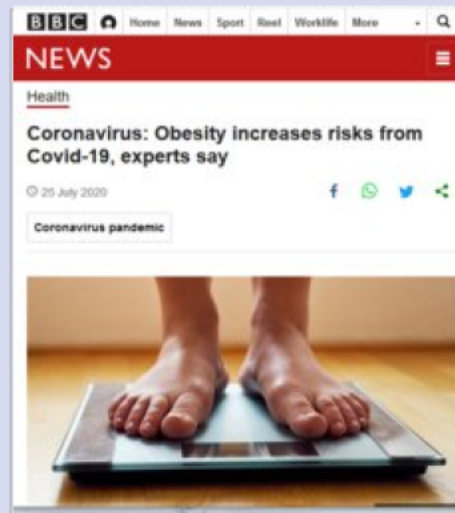 BBC Home News Sport Reel Worklife More
NEWS
Health
Coronavirus: Obesity increases risks from
Covid-19, experts say
25 July 2020
Coronavirus pandemic